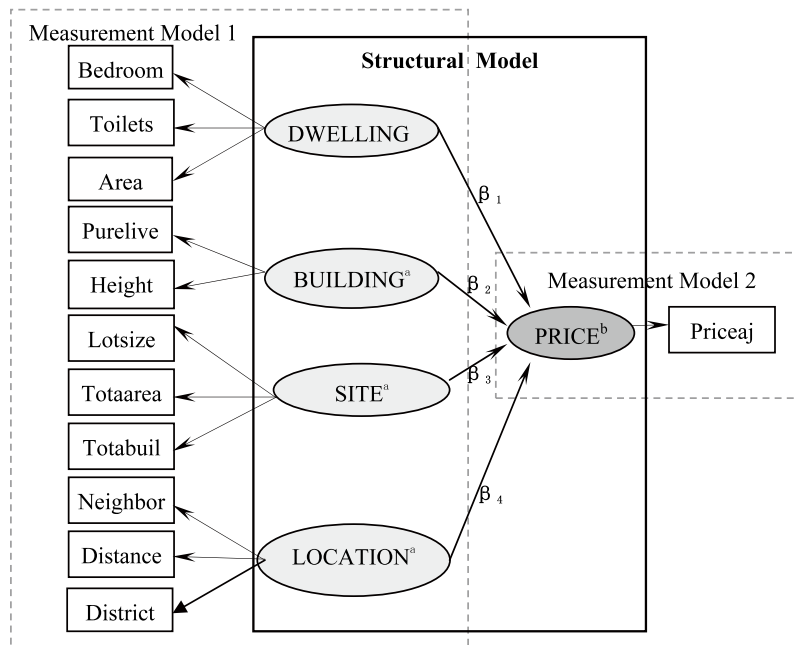 Measurement Model 1
Structural Model
Bedroom
Toilets
Area
DWELLING
β 1
Purelive
Height
BUILDINGᵃ
β 2
Measurement Model 2
Lotsize
Totaarea
Totabuil
SITEᵃ
β 3
PRICEᵇ
Priceaj
Neighbor
Distance
District
LOCATIONᵃ
β 4